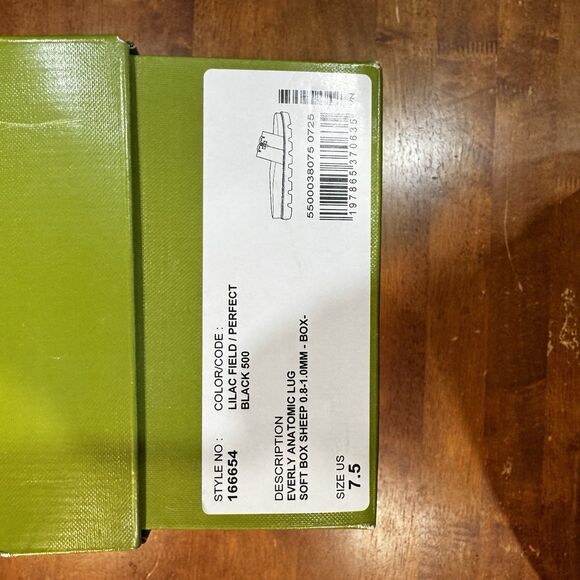 STYLE NO :
166654
COLOR/CODE :
LILAC FIELD / PERFECT
BLACK 500
DESCRIPTION
EVERLY ANATOMIC LUG
SOFT BOX SHEEP 0.8-1.0MM - BOX-
SIZE US
7.5
5500038075 0725
197865370635
N